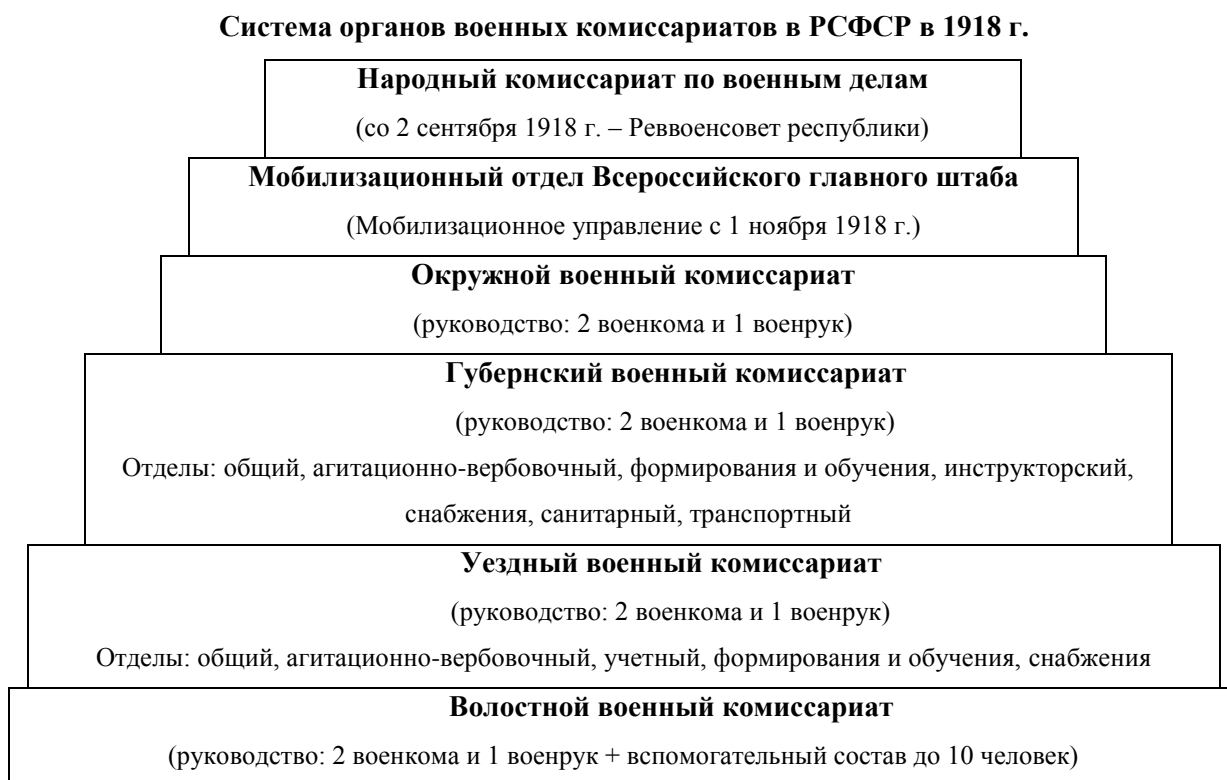 Система органов военных комиссариатов в РСФСР в 1918 г.
Народный комиссариат по военным делам
(со 2 сентября 1918 г. – Реввоенсовет республики)
Мобилизационный отдел Всероссийского главного штаба
(Мобилизационное управление с 1 ноября 1918 г.)
Окружной военный комиссариат
(руководство: 2 военкома и 1 военрук)
Губернский военный комиссариат
(руководство: 2 военкома и 1 военрук)
Отделы: общий, агитационно-вербовочный, формирования и обучения, инструкторский,
снабжения, санитарный, транспортный
Уездный военный комиссариат
(руководство: 2 военкома и 1 военрук)
Отделы: общий, агитационно-вербовочный, учетный, формирования и обучения, снабжения
Волостной военный комиссариат
(руководство: 2 военкома и 1 военрук + вспомогательный состав до 10 человек)